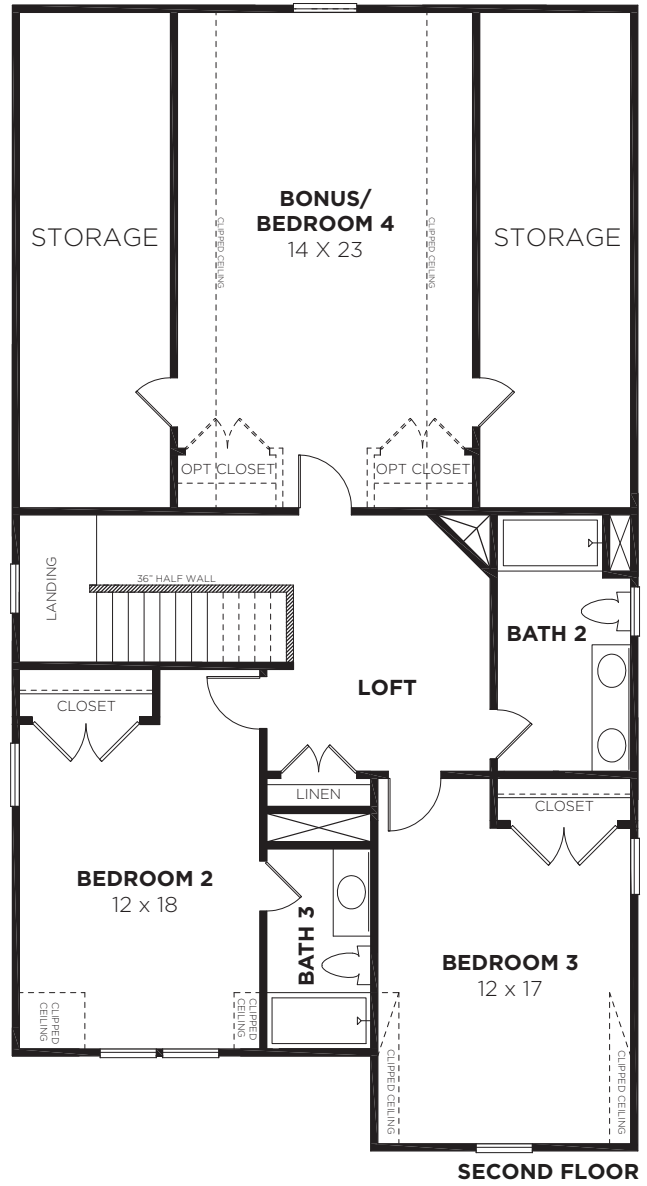 BONUS/
BEDROOM 4
14 X 23
STORAGE
STORAGE
CLIPPED CEILING
CLIPPED CEILING
OPT CLOSET
OPT CLOSET
LANDING
36" HALF WALL
BATH 2
LOFT
CLOSET
LINEN
CLOSET
BEDROOM 2
12 x 18
BATH 3
BEDROOM 3
12 x 17
CLIPPED
CEILING
CLIPPED
CEILING
CLIPPED CEILING
CLIPPED CEILING
SECOND FLOOR